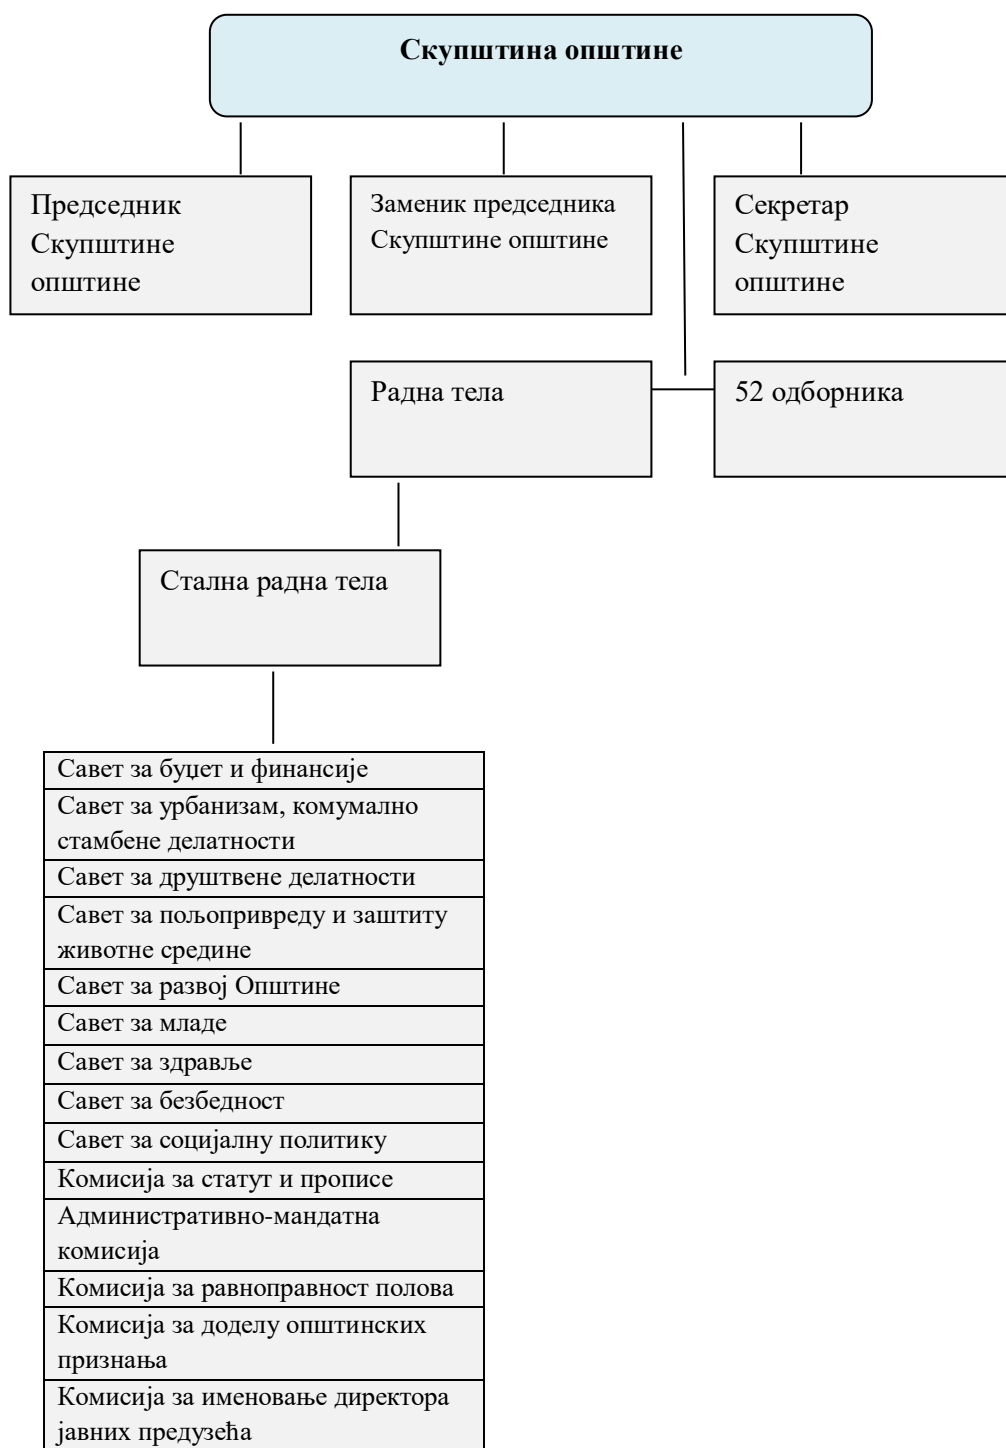 Скупштина општине
Председник
Скупштине
општине
Заменик председника
Скупштине општине
Секретар
Скупштине
општине
Радна тела
52 одборника
Стална радна тела
Савет за буџет и финансије
Савет за урбанизам, комумално
стамбене делатности
Савет за друштвене делатности
Савет за пољопривреду и заштиту
животне средине
Савет за развој Општине
Савет за младе
Савет за здравље
Савет за безбедност
Савет за социјалну политику
Комисија за статут и прописе
Административно-мандатна
комисија
Комисија за равноправност полова
Комисија за доделу општинских
признања
Комисија за именовање директора
јавних предузећа